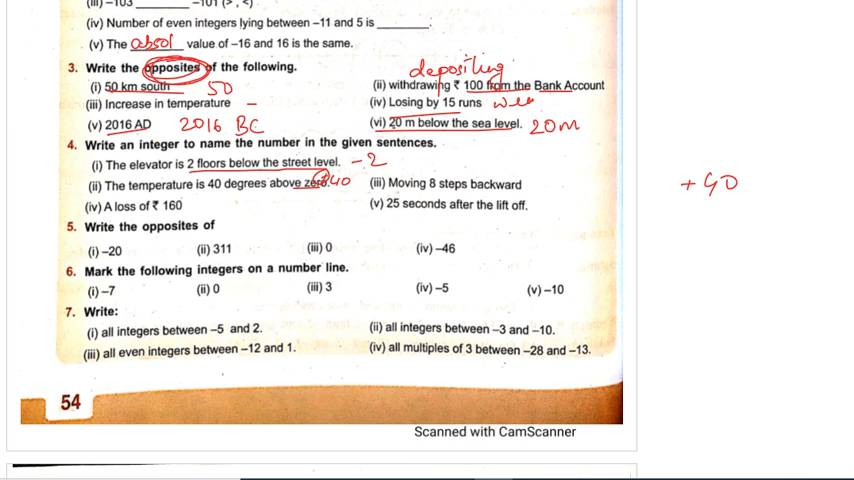 (iii) –103 ________ –101 (>, <)
(iv) Number of even integers lying between –11 and 5 is ________.
(v) The absol value of –16 and 16 is the same.
3. Write the opposites of the following.
depositing
(i) 50 km south 50 (ii) withdrawing ₹ 100 from the Bank Account
(iii) Increase in temperature – (iv) Losing by 15 runs
(v) 2016 AD 2016 BC (vi) 20 m below the sea level. 20m
4. Write an integer to name the number in the given sentences.
(i) The elevator is 2 floors below the street level. –2
(ii) The temperature is 40 degrees above zero. 40 (iii) Moving 8 steps backward
+40
(iv) A loss of ₹ 160 (v) 25 seconds after the lift off.
5. Write the opposites of
(i) –20 (ii) 311 (iii) 0 (iv) –46
6. Mark the following integers on a number line.
(i) –7 (ii) 0 (iii) 3 (iv) –5 (v) –10
7. Write:
(i) all integers between –5 and 2. (ii) all integers between –3 and –10.
(iii) all even integers between –12 and 1. (iv) all multiples of 3 between –28 and –13.
54
Scanned with CamScanner